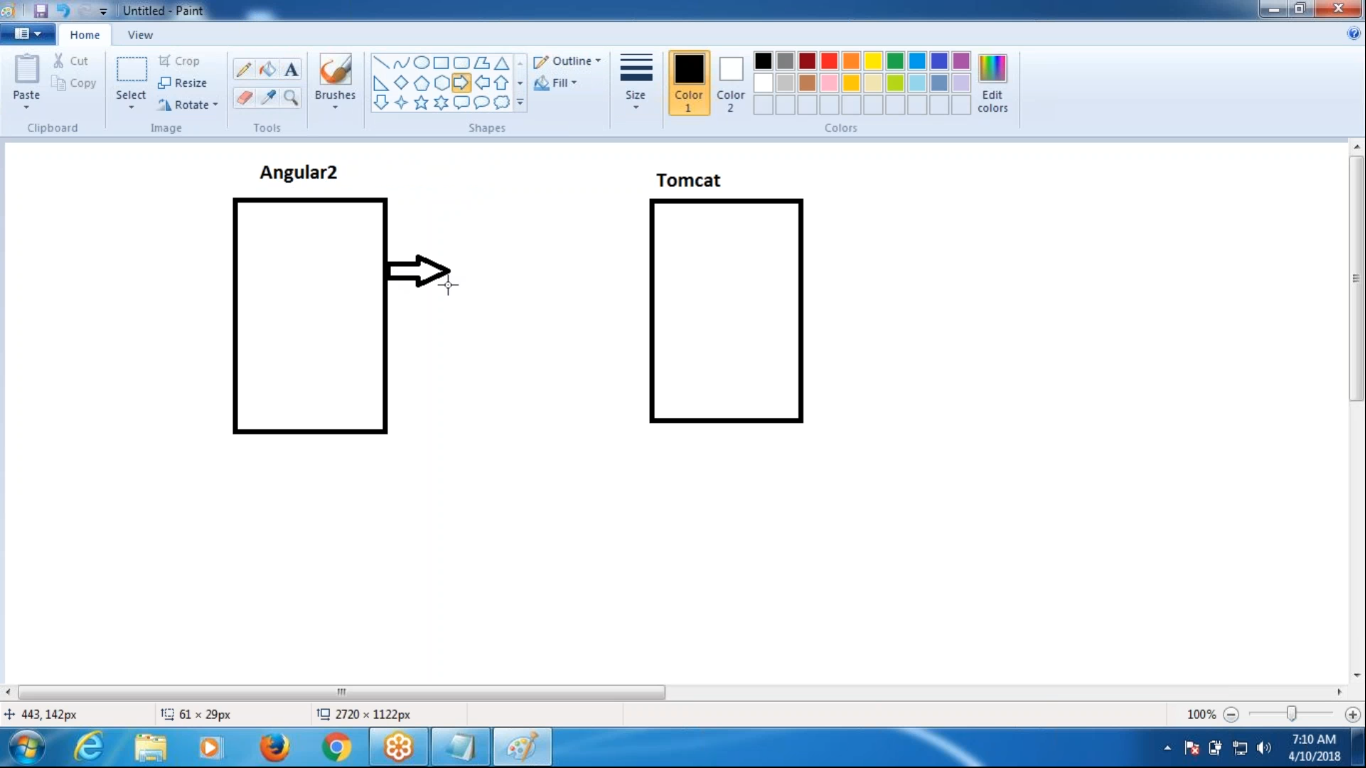 Untitled - Paint
Home View
Paste
Cut
Copy
Clipboard
Select
Crop
Resize
Rotate
Image
A
Tools
Brushes
Shapes
Outline
Fill
Size
Color 1
Color 2
Edit colors
Colors
Angular2
Tomcat
443, 142px 61 × 29px 2720 × 1122px 100%
7:10 AM
4/10/2018